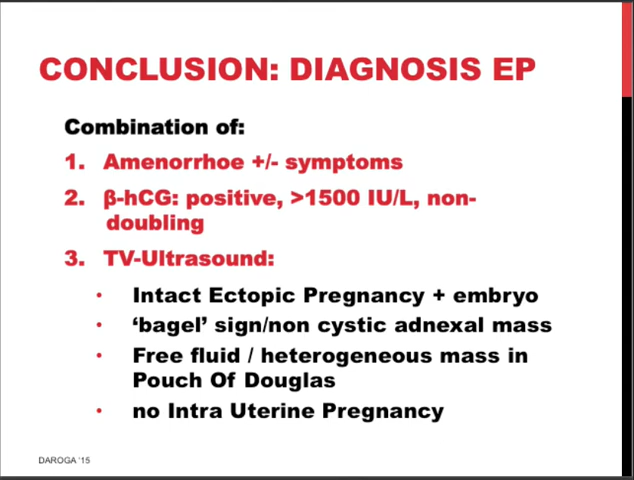 CONCLUSION: DIAGNOSIS EP
Combination of:
1. Amenorrhoe +/- symptoms
2. β-hCG: positive, >1500 IU/L, non-
doubling
3. TV-Ultrasound:
• Intact Ectopic Pregnancy + embryo
• ‘bagel’ sign/non cystic adnexal mass
• Free fluid / heterogeneous mass in
Pouch Of Douglas
• no Intra Uterine Pregnancy
DAROGA ‘15